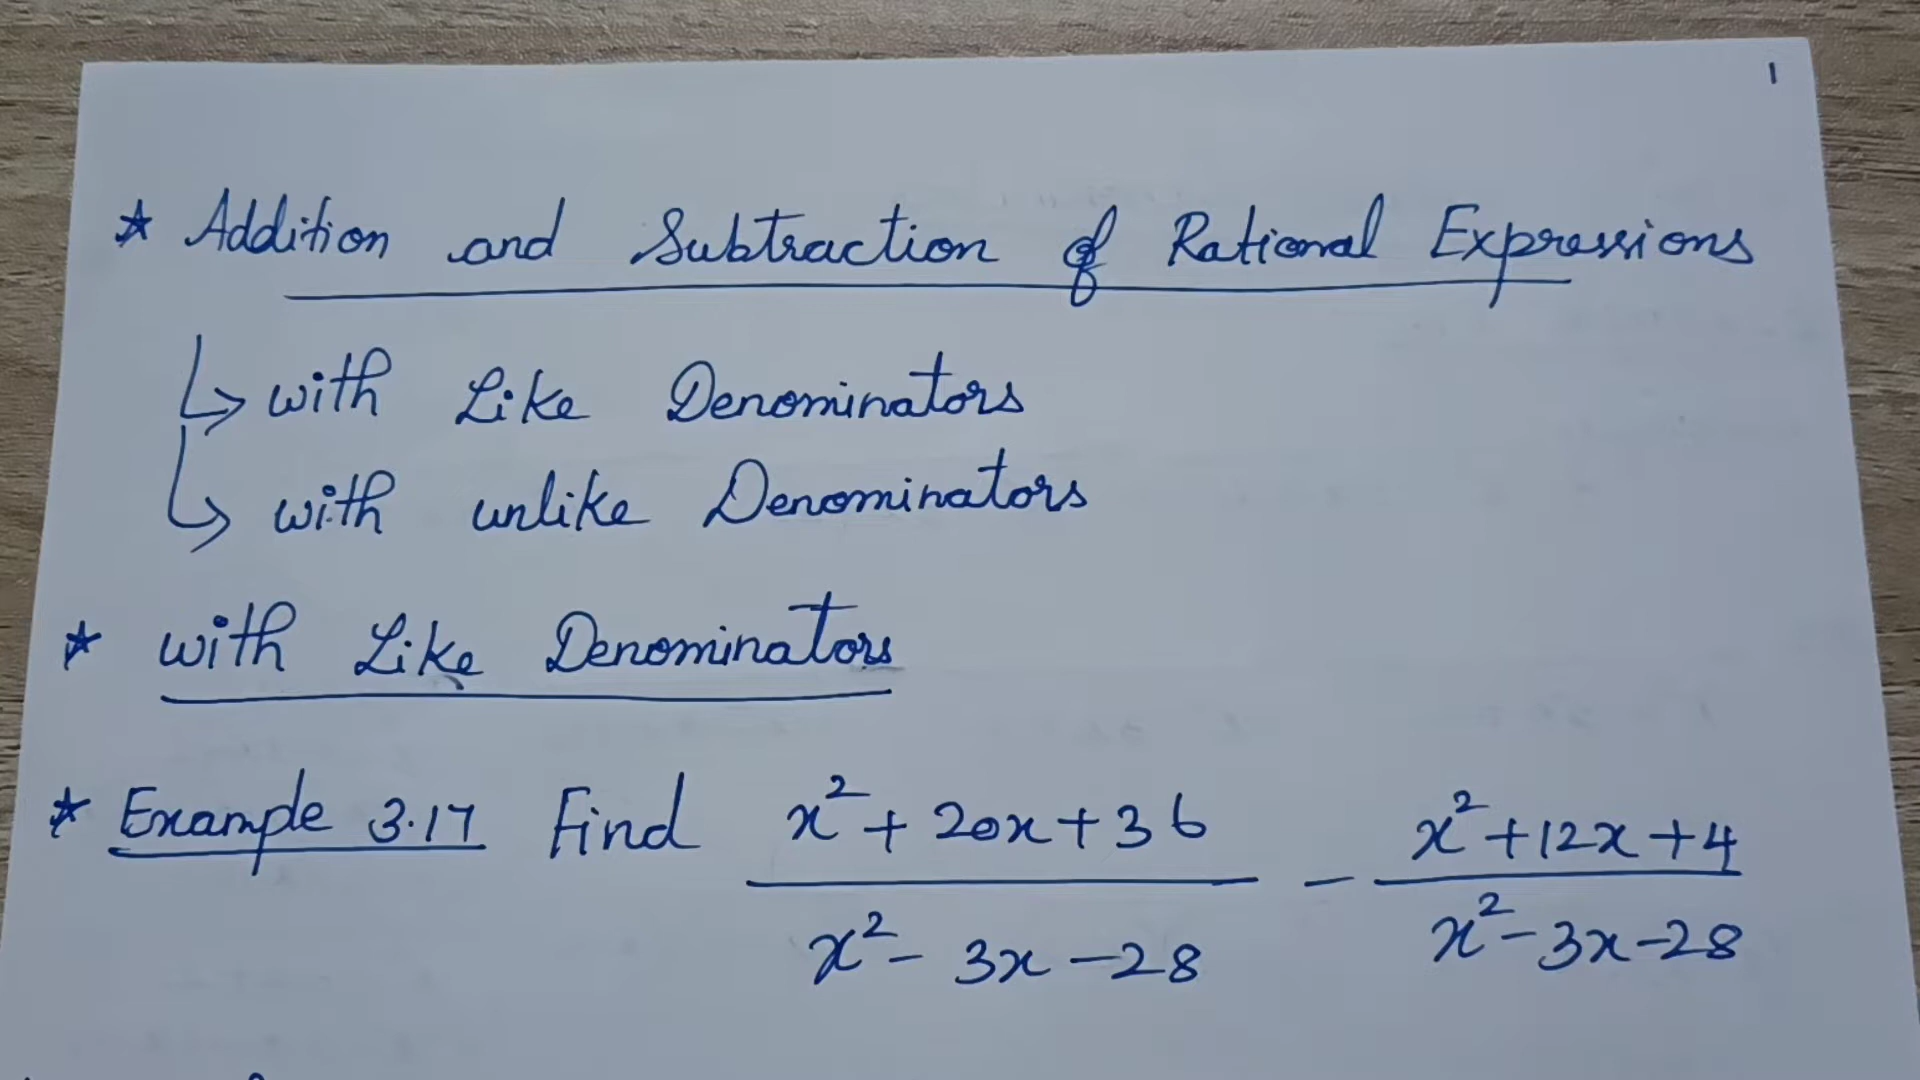 1
* Addition and Subtraction of Rational Expressions
↳ with Like Denominators
↳ with unlike Denominators
* with Like Denominators
* Example 3.17 Find (x² + 20x + 36)/(x² - 3x - 28) - (x² + 12x + 4)/(x² - 3x - 28)